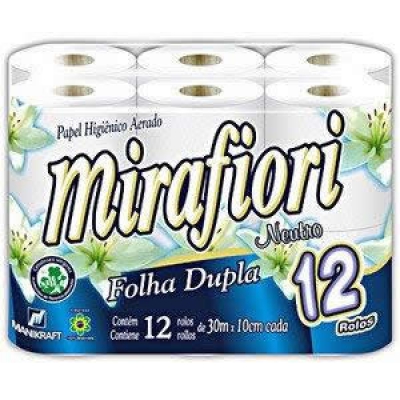 Papel Higiênico Aerado
Mirafiori
Neutro
Folha Dupla
12
Rolos
Contém 12 rolos de 30m x 10cm cada
Contiene rollos
MANIKRAFT